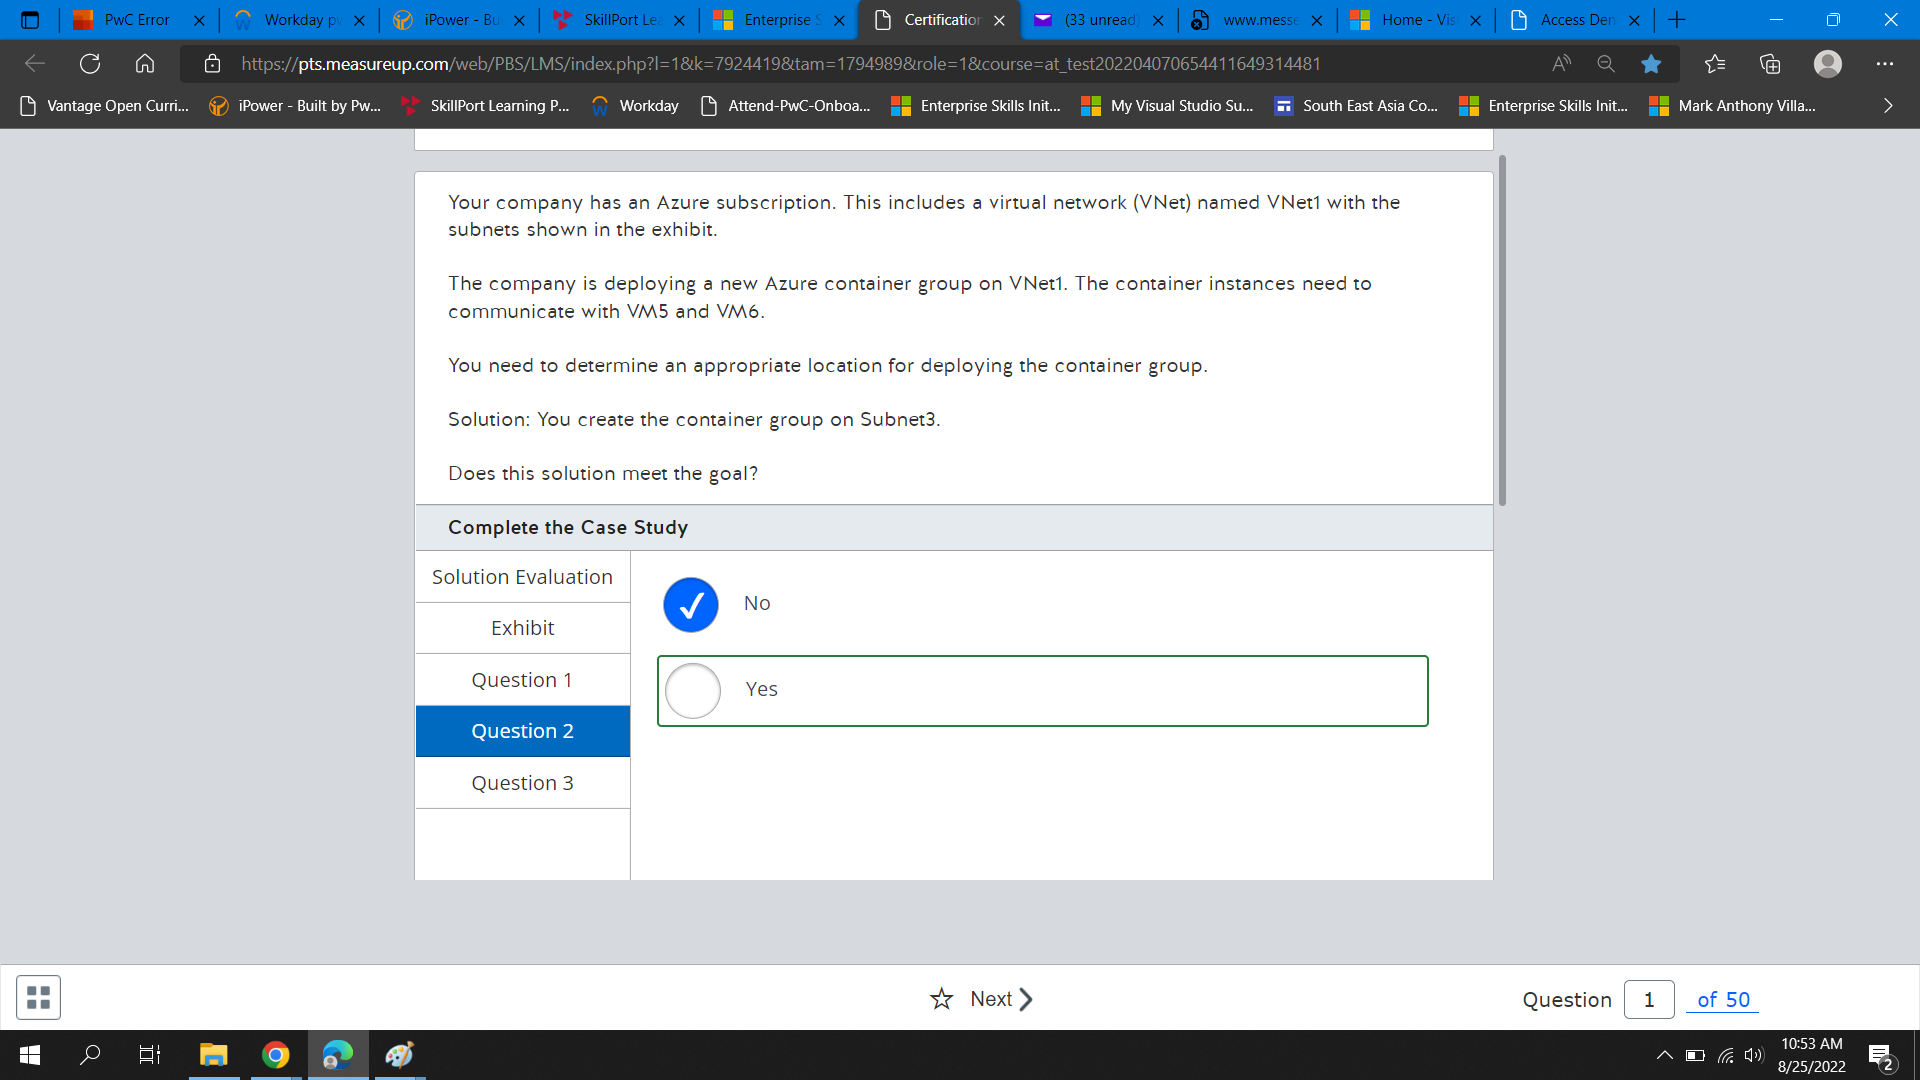 PwC Error
Workday p
iPower - Bu
SkillPort Lea
Enterprise S
Certification
(33 unread)
www.messe
Home - Vis
Access Den
https://pts.measureup.com/web/PBS/LMS/index.php?l=1&k=7924419&tam=1794989&role=1&course=at_test202204070654411649314481
Vantage Open Curri...
iPower - Built by Pw...
SkillPort Learning P...
Workday
Attend-PwC-Onboa...
Enterprise Skills Init...
My Visual Studio Su...
South East Asia Co...
Enterprise Skills Init...
Mark Anthony Villa...
Your company has an Azure subscription. This includes a virtual network (VNet) named VNet1 with the
subnets shown in the exhibit.
The company is deploying a new Azure container group on VNet1. The container instances need to
communicate with VM5 and VM6.
You need to determine an appropriate location for deploying the container group.
Solution: You create the container group on Subnet3.
Does this solution meet the goal?
Complete the Case Study
Solution Evaluation
Exhibit
Question 1
Question 2
Question 3
No
Yes
Next
Question 1 of 50
10:53 AM
8/25/2022
2